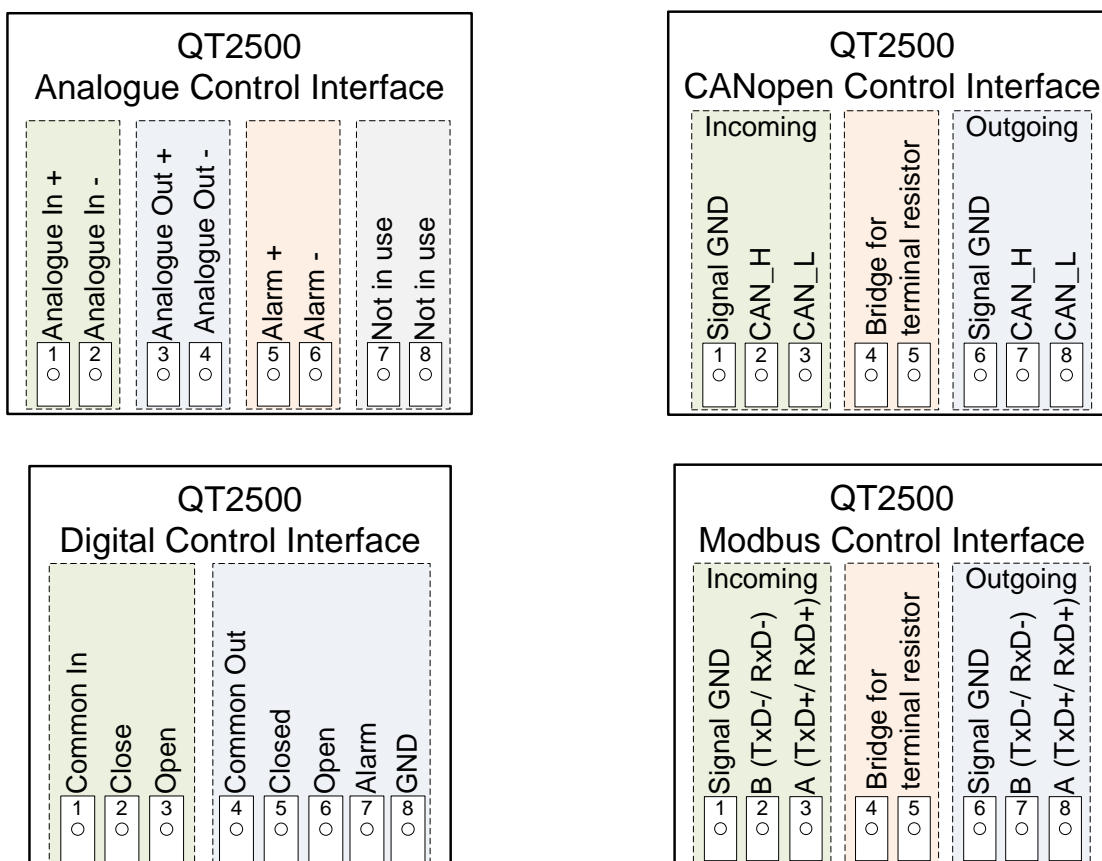 QT2500
Analogue Control Interface
Analogue In +
Analogue In -
Analogue Out +
Analogue Out -
Alarm +
Alarm -
Not in use
Not in use
1
2
3
4
5
6
7
8
QT2500
CANopen Control Interface
Incoming
Outgoing
Signal GND
CAN_H
CAN_L
Bridge for
terminal resistor
Signal GND
CAN_H
CAN_L
1
2
3
4
5
6
7
8
QT2500
Digital Control Interface
Common In
Close
Open
Common Out
Closed
Open
Alarm
GND
1
2
3
4
5
6
7
8
QT2500
Modbus Control Interface
Incoming
Outgoing
Signal GND
B (TxD-/ RxD-)
A (TxD+/ RxD+)
Bridge for
terminal resistor
Signal GND
B (TxD-/ RxD-)
A (TxD+/ RxD+)
1
2
3
4
5
6
7
8